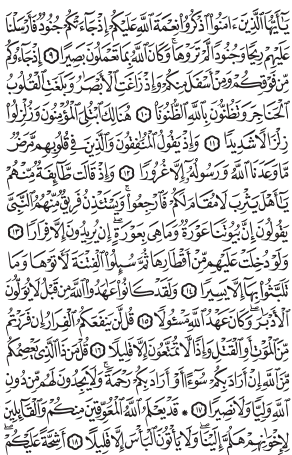 يَٰٓأَيُّهَا ٱلَّذِينَ ءَامَنُوا۟ ٱذْكُرُوا۟ نِعْمَةَ ٱللَّهِ عَلَيْكُمْ إِذْ جَآءَتْكُمْ جُنُودٌ فَأَرْسَلْنَا
عَلَيْهِمْ رِيحًا وَجُنُودًا لَّمْ تَرَوْهَا ۚ وَكَانَ ٱللَّهُ بِمَا تَعْمَلُونَ بَصِيرًا ٩ إِذْ جَآءُوكُم
مِّن فَوْقِكُمْ وَمِنْ أَسْفَلَ مِنكُمْ وَإِذْ زَاغَتِ ٱلْأَبْصَٰرُ وَبَلَغَتِ ٱلْقُلُوبُ
ٱلْحَنَاجِرَ وَتَظُنُّونَ بِٱللَّهِ ٱلظُّنُونَا۠ ١٠ هُنَالِكَ ٱبْتُلِىَ ٱلْمُؤْمِنُونَ وَزُلْزِلُوا۟
زِلْزَالًا شَدِيدًا ١١ وَإِذْ يَقُولُ ٱلْمُنَٰفِقُونَ وَٱلَّذِينَ فِى قُلُوبِهِم مَّرَضٌ
مَّا وَعَدَنَا ٱللَّهُ وَرَسُولُهُۥٓ إِلَّا غُرُورًا ١٢ وَإِذْ قَالَت طَّآئِفَةٌ مِّنْهُمْ
يَٰٓأَهْلَ يَثْرِبَ لَا مُقَامَ لَكُمْ فَٱرْجِعُوا۟ ۚ وَيَسْتَـْٔذِنُ فَرِيقٌ مِّنْهُمُ ٱلنَّبِىَّ
يَقُولُونَ إِنَّ بُيُوتَنَا عَوْرَةٌ وَمَا هِىَ بِعَوْرَةٍ ۖ إِن يُرِيدُونَ إِلَّا فِرَارًا ١٣
وَلَوْ دُخِلَتْ عَلَيْهِم مِّنْ أَقْطَارِهَا ثُمَّ سُئِلُوا۟ ٱلْفِتْنَةَ لَـَٔاتَوْهَا وَمَا
تَلَبَّثُوا۟ بِهَآ إِلَّا يَسِيرًا ١٤ وَلَقَدْ كَانُوا۟ عَٰهَدُوا۟ ٱللَّهَ مِن قَبْلُ لَا يُوَلُّونَ
ٱلْأَدْبَٰرَ ۚ وَكَانَ عَهْدُ ٱللَّهِ مَسْـُٔولًا ١٥ قُل لَّن يَنفَعَكُمُ ٱلْفِرَارُ إِن فَرَرْتُم
مِّنَ ٱلْمَوْتِ أَوِ ٱلْقَتْلِ وَإِذًا لَّا تُمَتَّعُونَ إِلَّا قَلِيلًا ١٦ قُلْ مَن ذَا ٱلَّذِى يَعْصِمُكُم
مِّنَ ٱللَّهِ إِنْ أَرَادَ بِكُمْ سُوٓءًا أَوْ أَرَادَ بِكُمْ رَحْمَةً ۚ وَلَا يَجِدُونَ لَهُم مِّن دُونِ
ٱللَّهِ وَلِيًّا وَلَا نَصِيرًا ١٧ ۞ قَدْ يَعْلَمُ ٱللَّهُ ٱلْمُعَوِّقِينَ مِنكُمْ وَٱلْقَآئِلِينَ
لِإِخْوَٰنِهِمْ هَلُمَّ إِلَيْنَا ۖ وَلَا يَأْتُونَ ٱلْبَأْسَ إِلَّا قَلِيلًا ١٨ أَشِحَّةً عَلَيْكُمْ ۖ